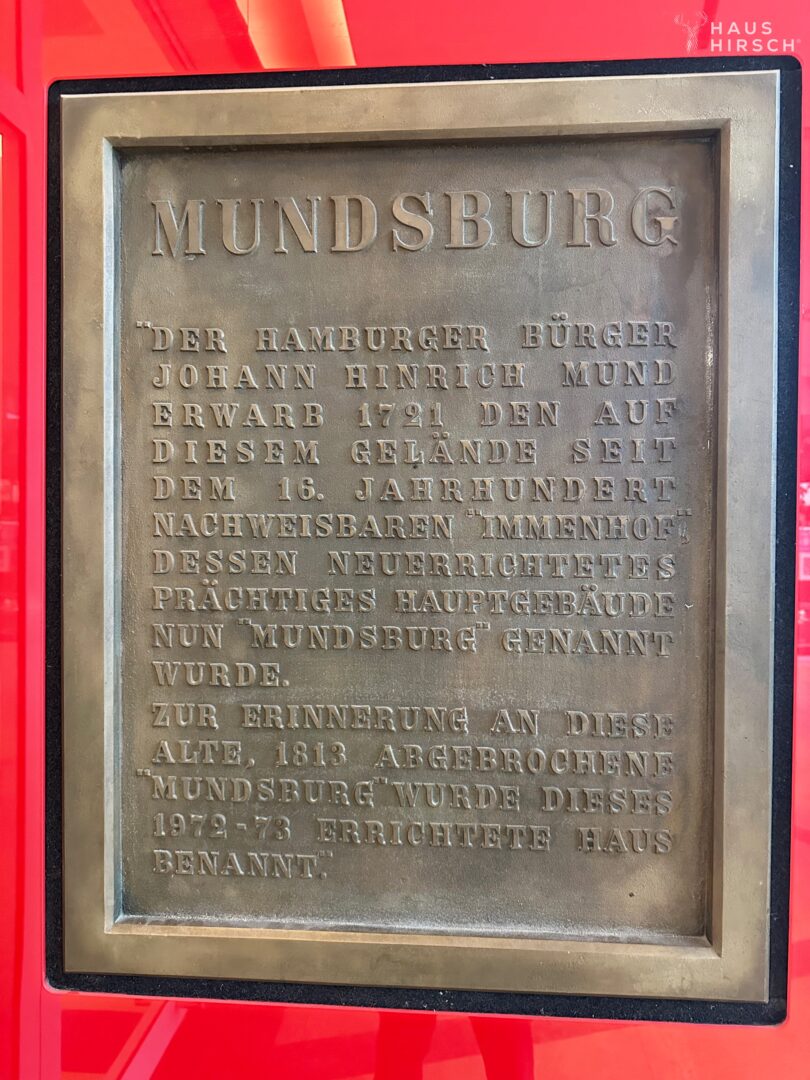 HAUS
HIRSCH®
MUNDSBURG
"DER HAMBURGER BÜRGER
JOHANN HINRICH MUND
ERWARB 1721 DEN AUF
DIESEM GELÄNDE SEIT
DEM 16. JAHRHUNDERT
NACHWEISBAREN "IMMENHOF",
DESSEN NEUERRICHTETES
PRÄCHTIGES HAUPTGEBÄUDE
NUN "MUNDSBURG" GENANNT
WURDE.
ZUR ERINNERUNG AN DIESE
ALTE, 1813 ABGEBROCHENE
"MUNDSBURG" WURDE DIESES
1972-73 ERRICHTETE HAUS
BENANNT."